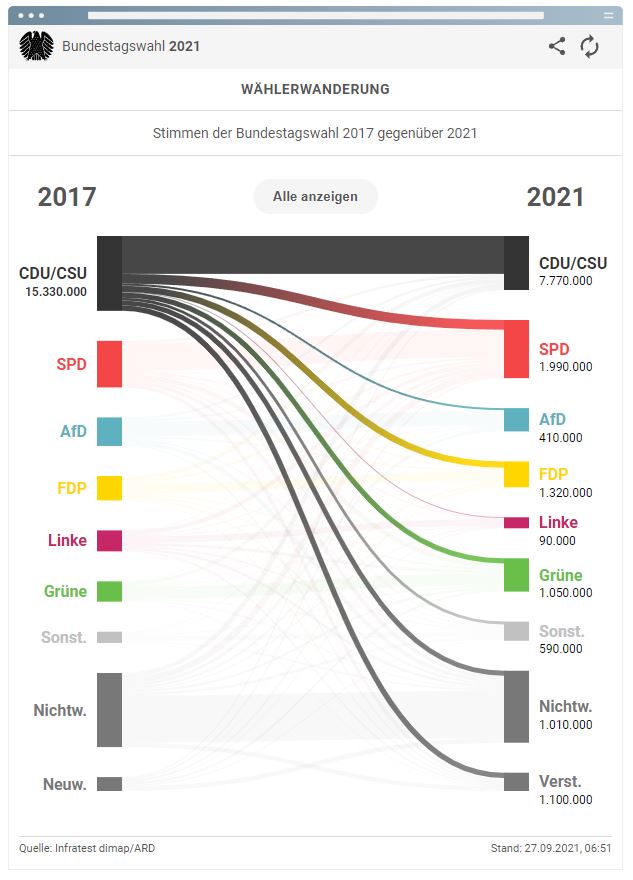 Bundestagswahl 2021
WÄHLERWANDERUNG
Stimmen der Bundestagswahl 2017 gegenüber 2021
2017
Alle anzeigen
2021
CDU/CSU
15.330.000
SPD
AfD
FDP
Linke
Grüne
Sonst.
Nichtw.
Neuw.
CDU/CSU
7.770.000
SPD
1.990.000
AfD
410.000
FDP
1.320.000
Linke
90.000
Grüne
1.050.000
Sonst.
590.000
Nichtw.
1.010.000
Verst.
1.100.000
Quelle: Infratest dimap/ARD
Stand: 27.09.2021, 06:51